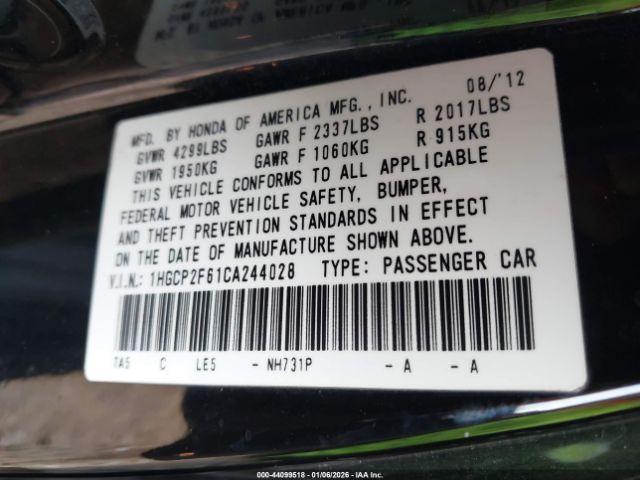 MFD. BY HONDA OF AMERICA MFG., INC. 08/'12
GVWR 4299LBS GAWR F 2337LBS R 2017LBS
GVWR 1950KG GAWR F 1060KG R 915KG
THIS VEHICLE CONFORMS TO ALL APPLICABLE
FEDERAL MOTOR VEHICLE SAFETY, BUMPER,
AND THEFT PREVENTION STANDARDS IN EFFECT
ON THE DATE OF MANUFACTURE SHOWN ABOVE.
V.I.N.: 1HGCP2F61CA244028 TYPE: PASSENGER CAR
TA5 C LE5 - NH731P - A - A
000-44099518 - 01/06/2026 - IAA Inc.